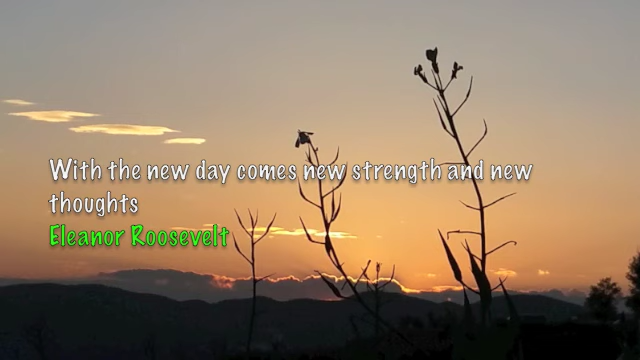 With the new day comes new strength and new
thoughts
Eleanor Roosevelt